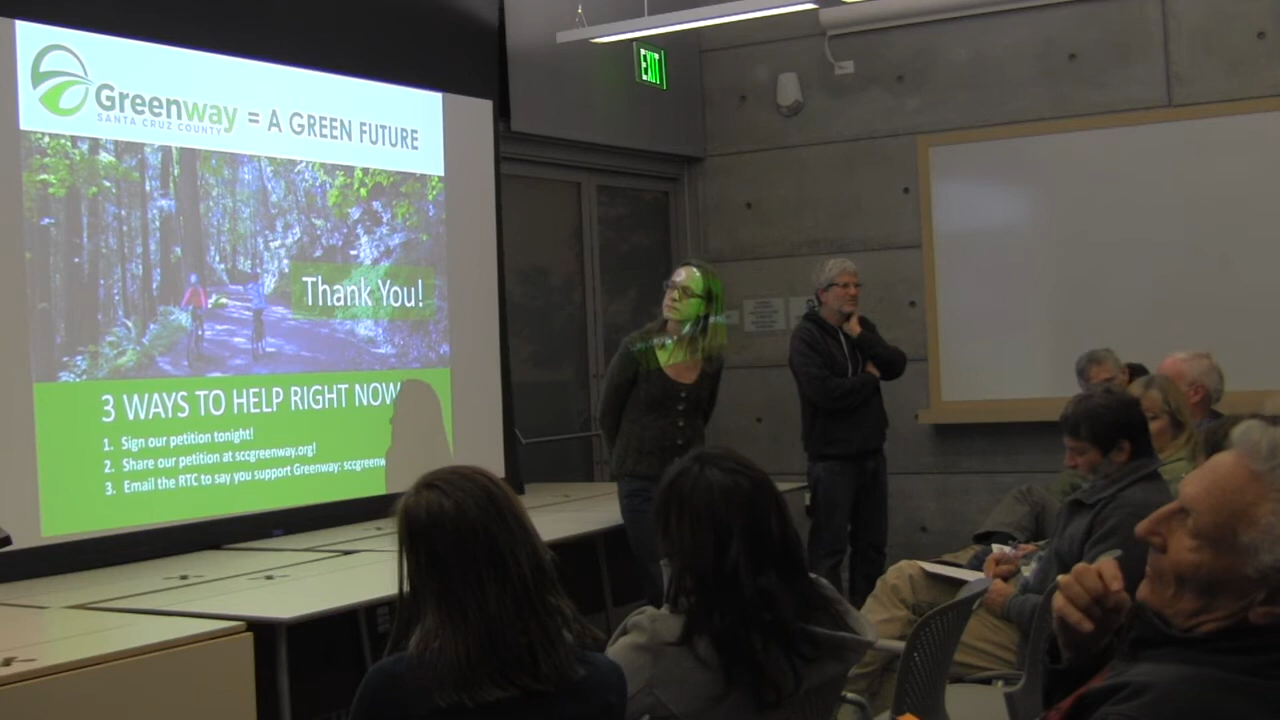 Greenway = A GREEN FUTURE
SANTA CRUZ COUNTY
EXIT
Thank You!
3 WAYS TO HELP RIGHT NOW
1. Sign our petition tonight!
2. Share our petition at sccgreenway.org!
3. Email the RTC to say you support Greenway: sccgreenw